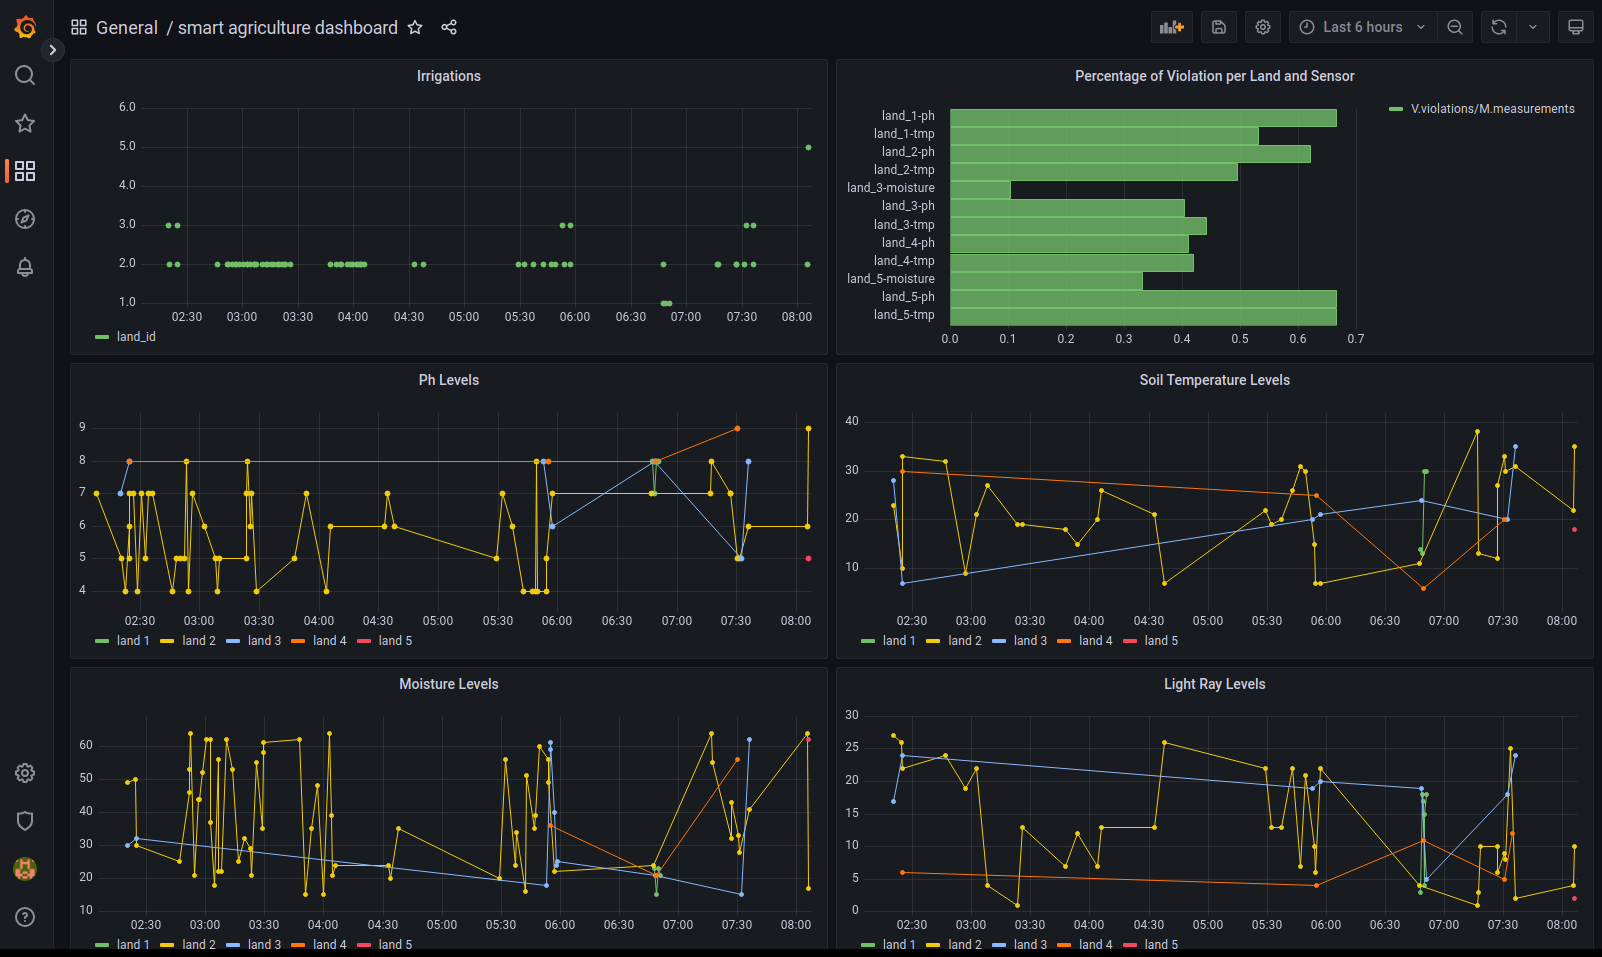 General / smart agriculture dashboard
Last 6 hours
Irrigations
6.0
5.0
4.0
3.0
2.0
1.0
02:30 03:00 03:30 04:00 04:30 05:00 05:30 06:00 06:30 07:00 07:30 08:00
land_id
Percentage of Violation per Land and Sensor
land_1-ph
land_1-tmp
land_2-ph
land_2-tmp
land_3-moisture
land_3-ph
land_3-tmp
land_4-ph
land_4-tmp
land_5-moisture
land_5-ph
land_5-tmp
0.0 0.1 0.2 0.3 0.4 0.5 0.6 0.7
V.violations/M.measurements
Ph Levels
9
8
7
6
5
4
02:30 03:00 03:30 04:00 04:30 05:00 05:30 06:00 06:30 07:00 07:30 08:00
land 1 land 2 land 3 land 4 land 5
Soil Temperature Levels
40
30
20
10
02:30 03:00 03:30 04:00 04:30 05:00 05:30 06:00 06:30 07:00 07:30 08:00
land 1 land 2 land 3 land 4 land 5
Moisture Levels
60
50
40
30
20
10
02:30 03:00 03:30 04:00 04:30 05:00 05:30 06:00 06:30 07:00 07:30 08:00
land 1 land 2 land 3 land 4 land 5
Light Ray Levels
30
25
20
15
10
5
0
02:30 03:00 03:30 04:00 04:30 05:00 05:30 06:00 06:30 07:00 07:30 08:00
land 1 land 2 land 3 land 4 land 5